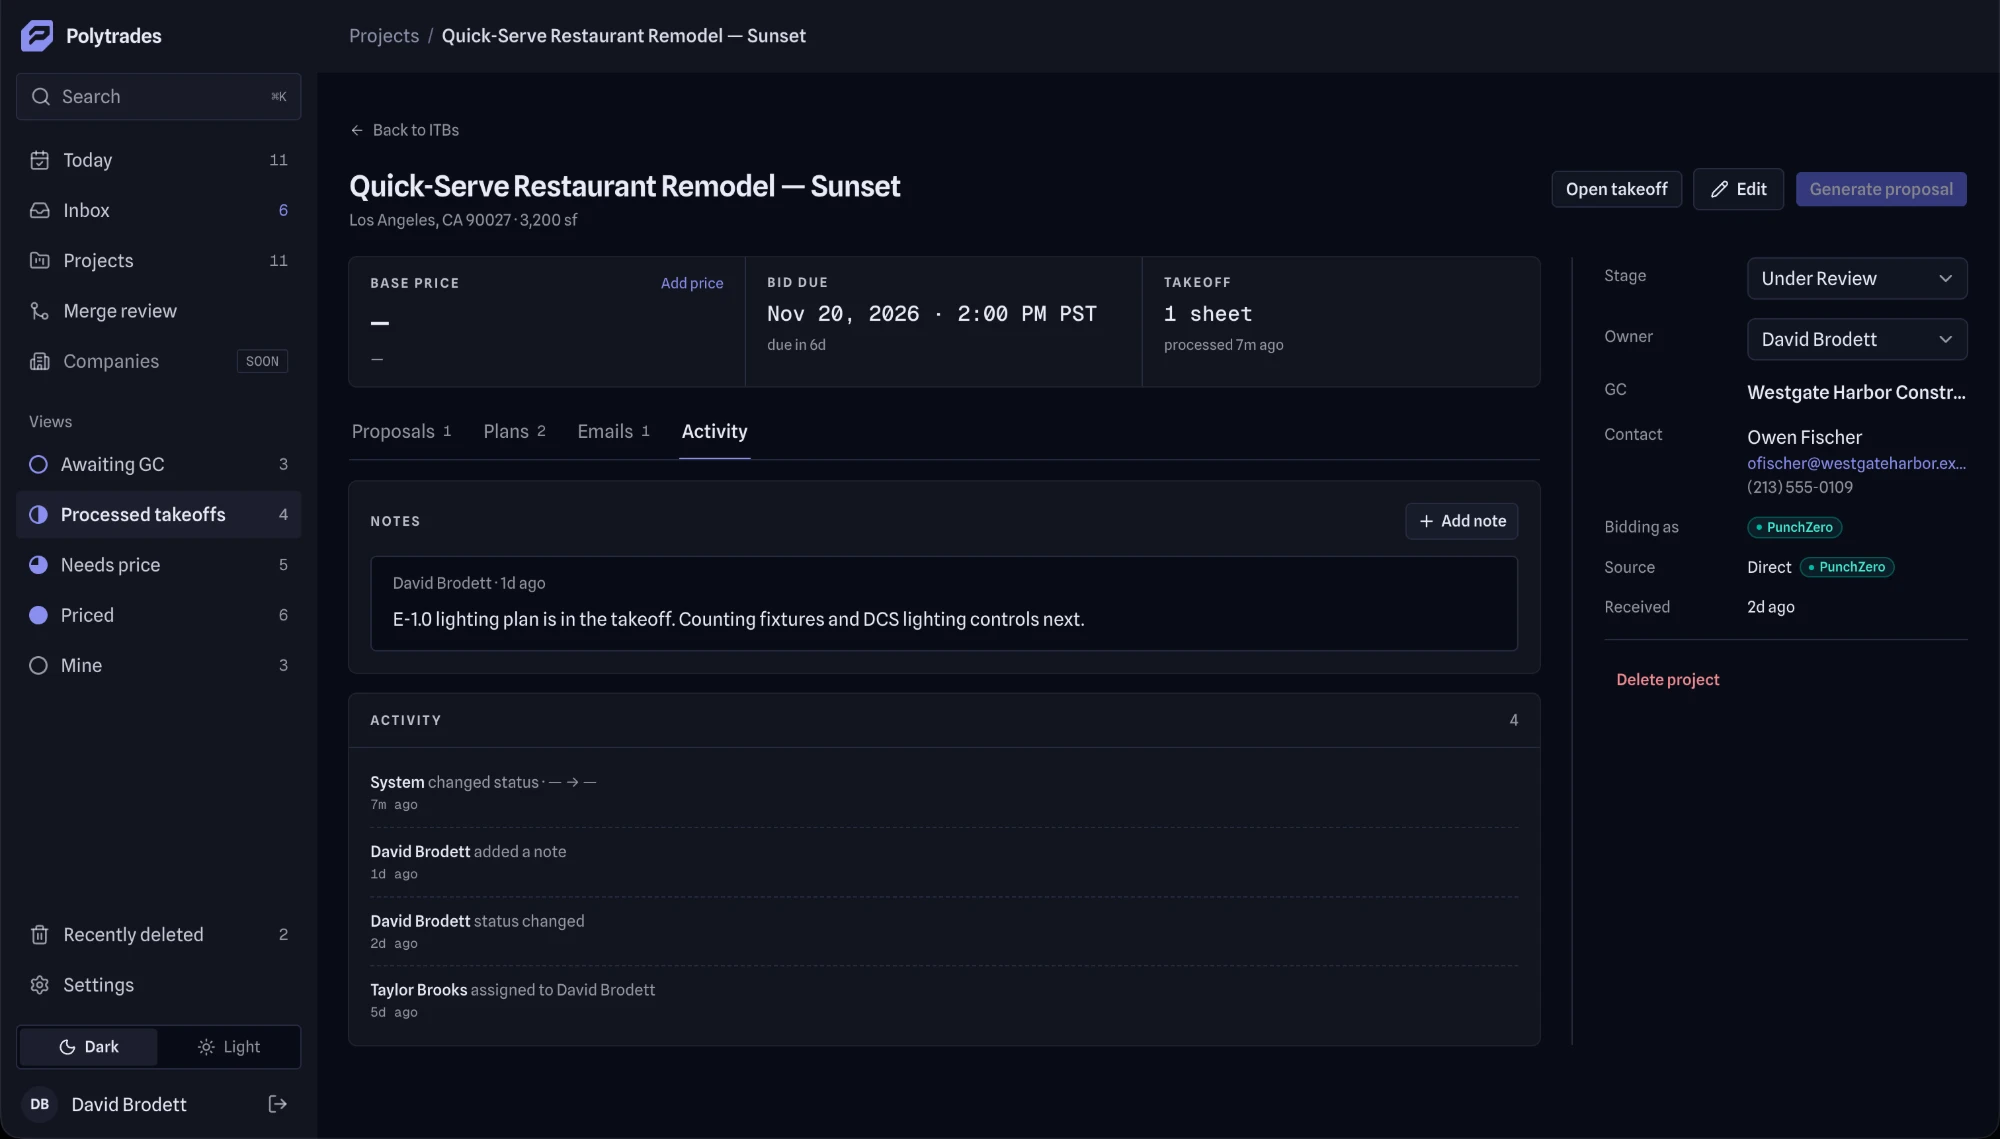 Polytrades
Projects / Quick-Serve Restaurant Remodel — Sunset
Search ⌘K
Today 11
Inbox 6
Projects 11
Merge review
Companies SOON
Views
Awaiting GC 3
Processed takeoffs 4
Needs price 5
Priced 6
Mine 3
Recently deleted 2
Settings
Dark Light
DB David Brodett
← Back to ITBs
Quick-Serve Restaurant Remodel — Sunset
Los Angeles, CA 90027 · 3,200 sf
Open takeoff Edit Generate proposal
BASE PRICE Add price
—
—
BID DUE
Nov 20, 2026 · 2:00 PM PST
due in 6d
TAKEOFF
1 sheet
processed 7m ago
Proposals 1 Plans 2 Emails 1 Activity
NOTES + Add note
David Brodett · 1d ago
E-1.0 lighting plan is in the takeoff. Counting fixtures and DCS lighting controls next.
ACTIVITY 4
System changed status · — → —
7m ago
David Brodett added a note
1d ago
David Brodett status changed
2d ago
Taylor Brooks assigned to David Brodett
5d ago
Stage Under Review
Owner David Brodett
GC Westgate Harbor Constr...
Contact Owen Fischer
ofischer@westgateharbor.ex...
(213) 555-0109
Bidding as PunchZero
Source Direct PunchZero
Received 2d ago
Delete project